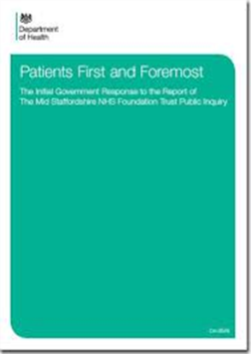 Department
of Health
Patients First and Foremost
The Initial Government Response to the Report of
The Mid Staffordshire NHS Foundation Trust Public Inquiry